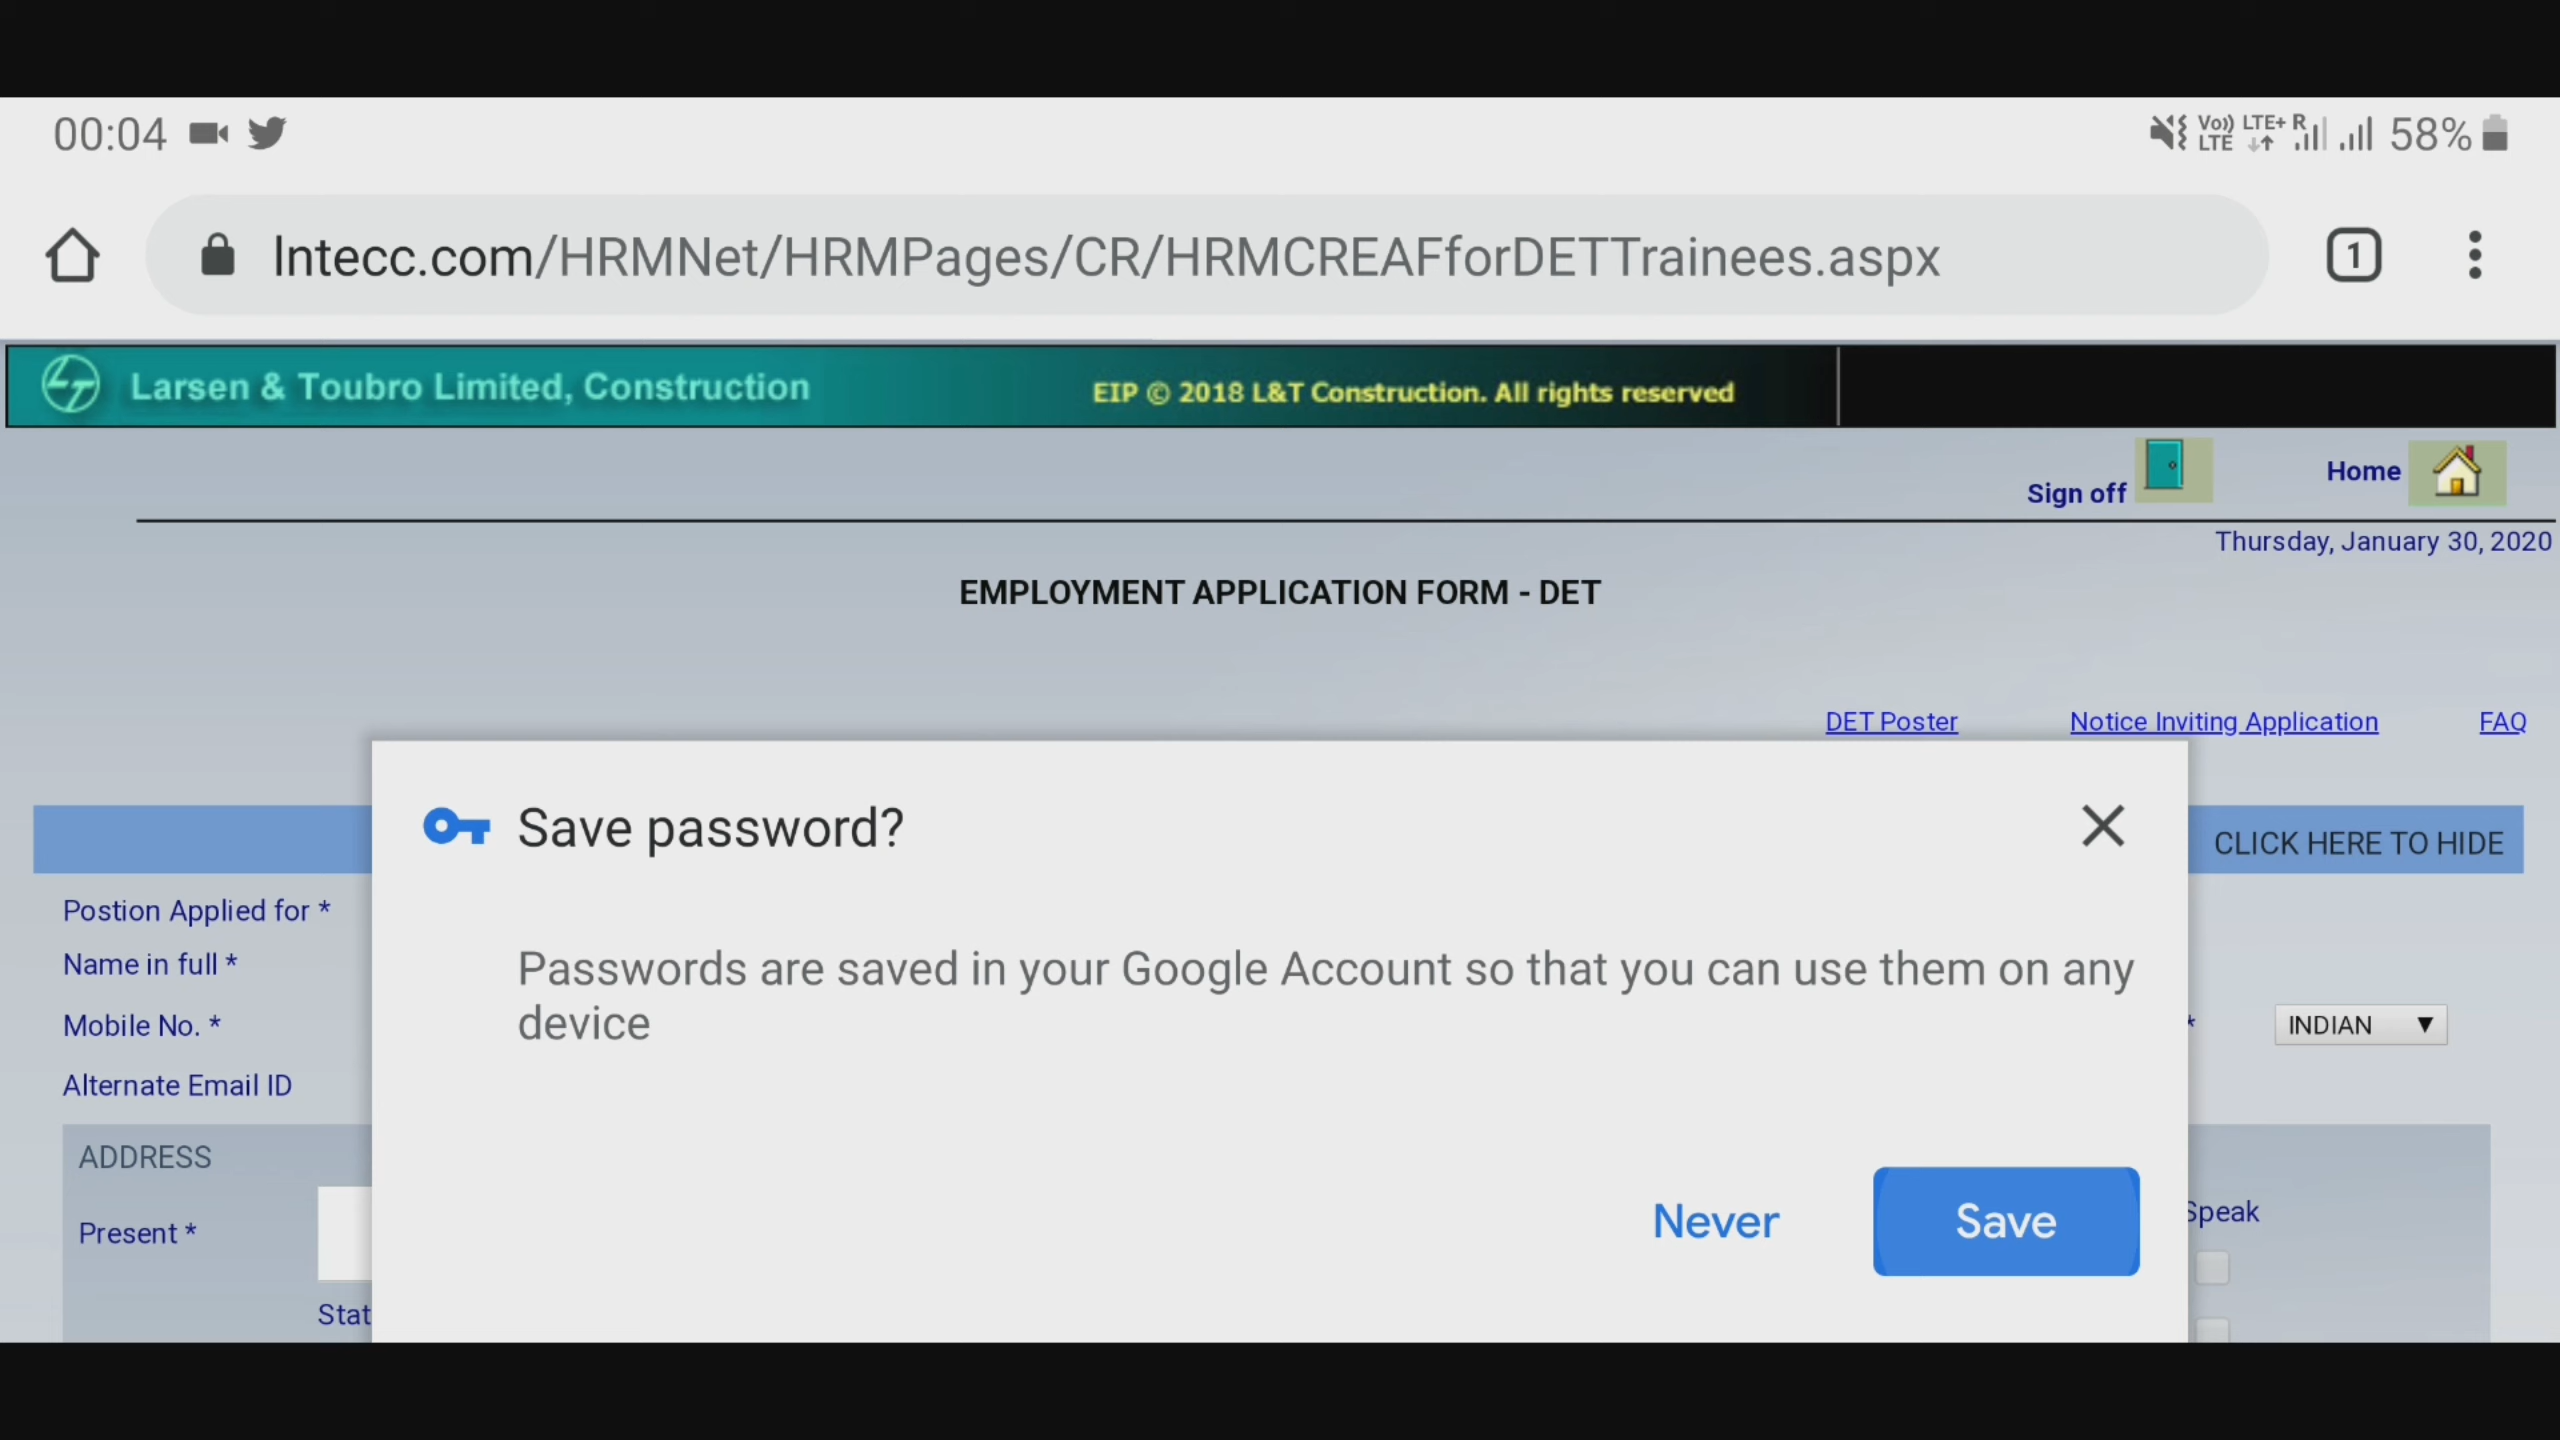 00:04 Vo)) LTE LTE+ R 58%
lntecc.com/HRMNet/HRMPages/CR/HRMCREAFforDETTrainees.aspx 1
Larsen & Toubro Limited, Construction EIP © 2018 L&T Construction. All rights reserved
Sign off Home
Thursday, January 30, 2020
EMPLOYMENT APPLICATION FORM - DET
DET Poster Notice Inviting Application FAQ
Save password?
CLICK HERE TO HIDE
Postion Applied for *
Name in full *
Passwords are saved in your Google Account so that you can use them on any
device
Mobile No. * * INDIAN
Alternate Email ID
ADDRESS
Present * Never Save Speak
Stat